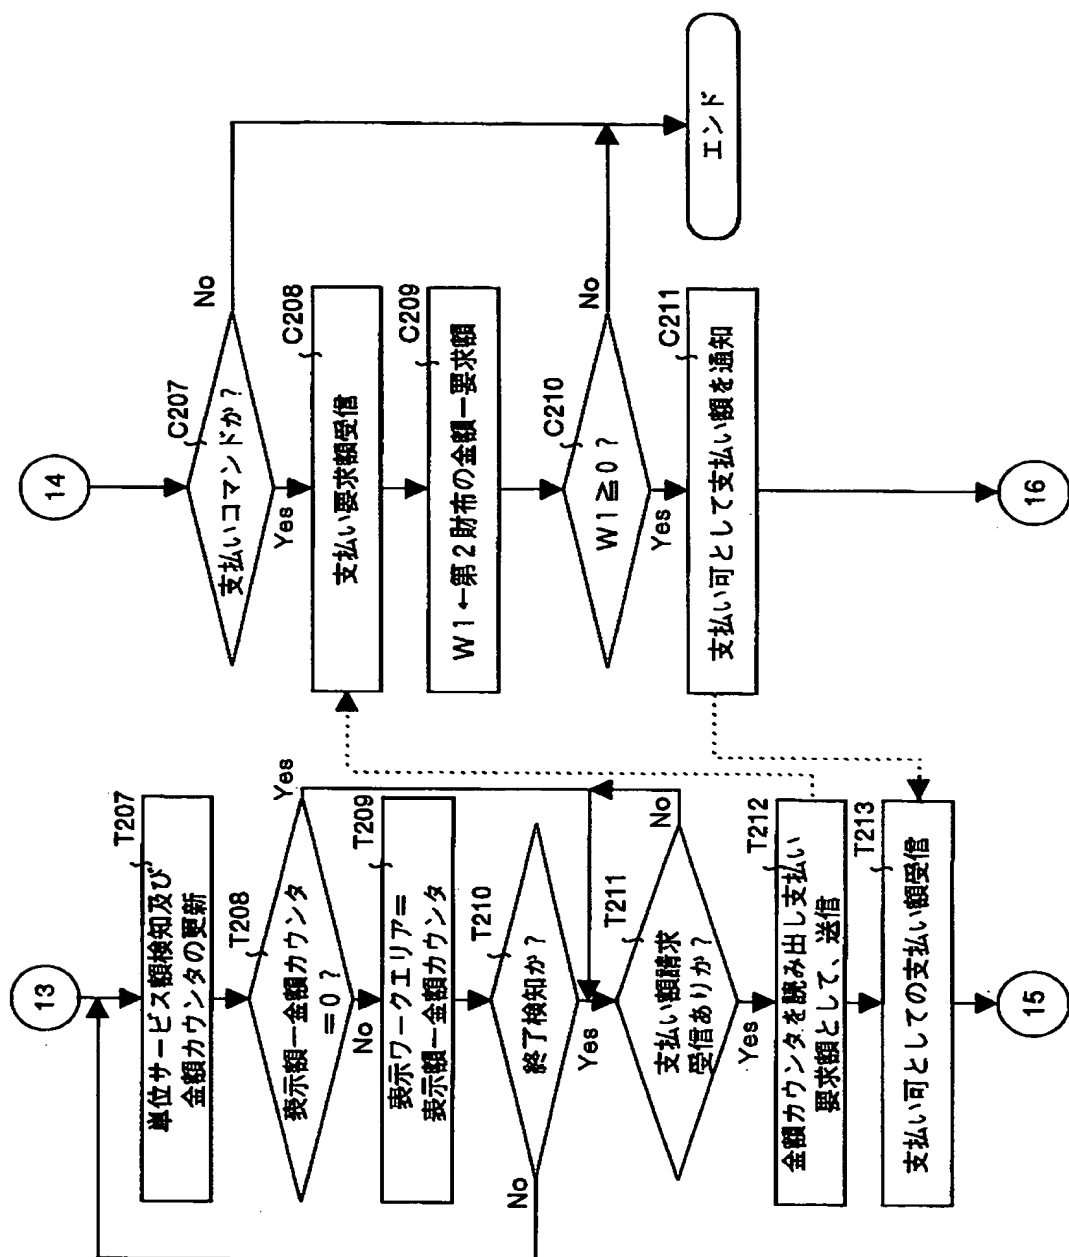 13
T207
単位サービス額検知及び
金額カウンタの更新
T208
表示額ー金額カウンタ
=0?
Yes
No
T209
表示ワークエリア=
表示額ー金額カウンタ
T210
終了検知か?
No
Yes
T211
支払い額請求
受信ありか?
No
Yes
T212
金額カウンタを読み出し支払い
要求額として、送信
T213
支払い可としての支払い額受信
15
14
C207
支払いコマンドか?
No
Yes
C208
支払い要求額受信
C209
W1←第2財布の金額ー要求額
C210
W1≧0?
No
Yes
C211
支払い可として支払い額を通知
16
エンド